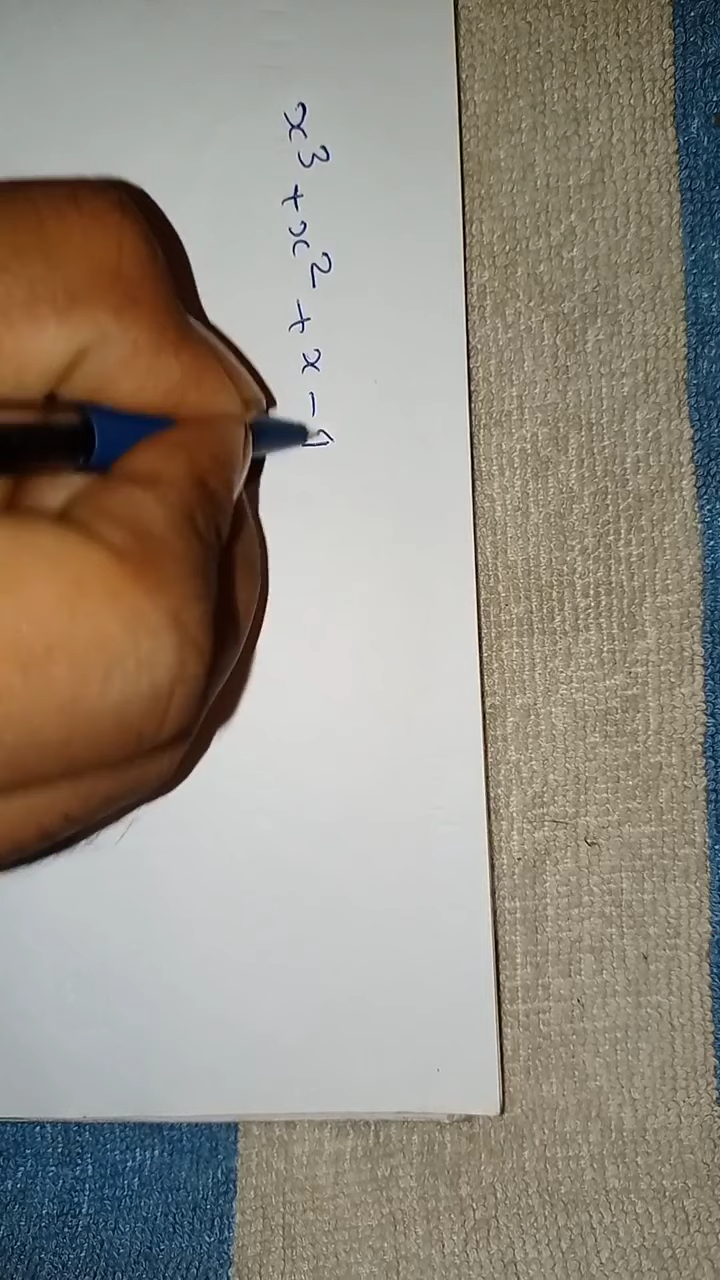 x³ + x² + x - 1